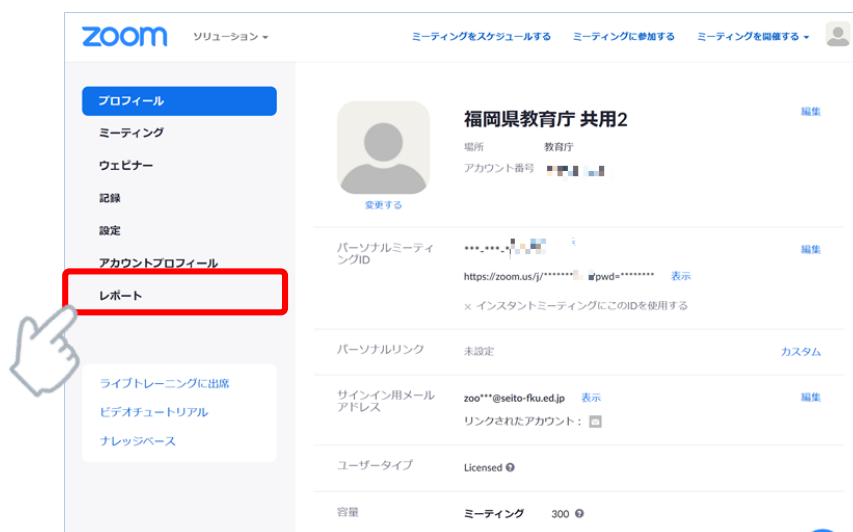 zoom ソリューション ミーティングをスケジュールする ミーティングに参加する ミーティングを開催する
プロフィール
ミーティング
ウェビナー
記録
設定
アカウントプロフィール
レポート
ライブトレーニングに出席
ビデオチュートリアル
ナレッジベース
変更する
福岡県教育庁 共用2 編集
場所 教育庁
アカウント番号
パーソナルミーティ
ングID
***-***-* 編集
https://zoom.us/j/******* pwd=******** 表示
× インスタントミーティングにこのIDを使用する
パーソナルリンク 未設定 カスタム
サインイン用メール
アドレス
zoo***@seito-fku.ed.jp 表示 編集
リンクされたアカウント：
ユーザータイプ Licensed
容量 ミーティング 300